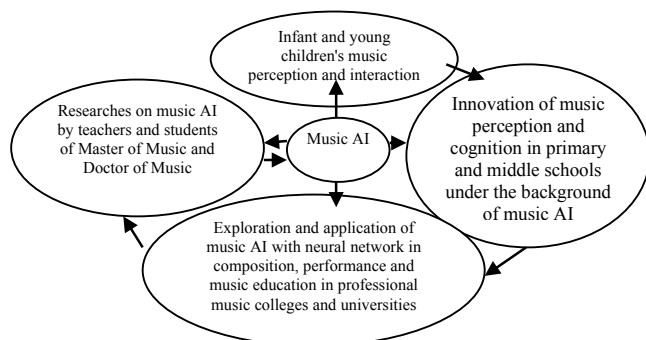 Infant and young
children's music
perception and interaction
Researches on music AI
by teachers and students
of Master of Music and
Doctor of Music
Music AI
Innovation of music
perception and
cognition in primary
and middle schools
under the background
of music AI
Exploration and application of
music AI with neural network in
composition, performance and
music education in professional
music colleges and universities